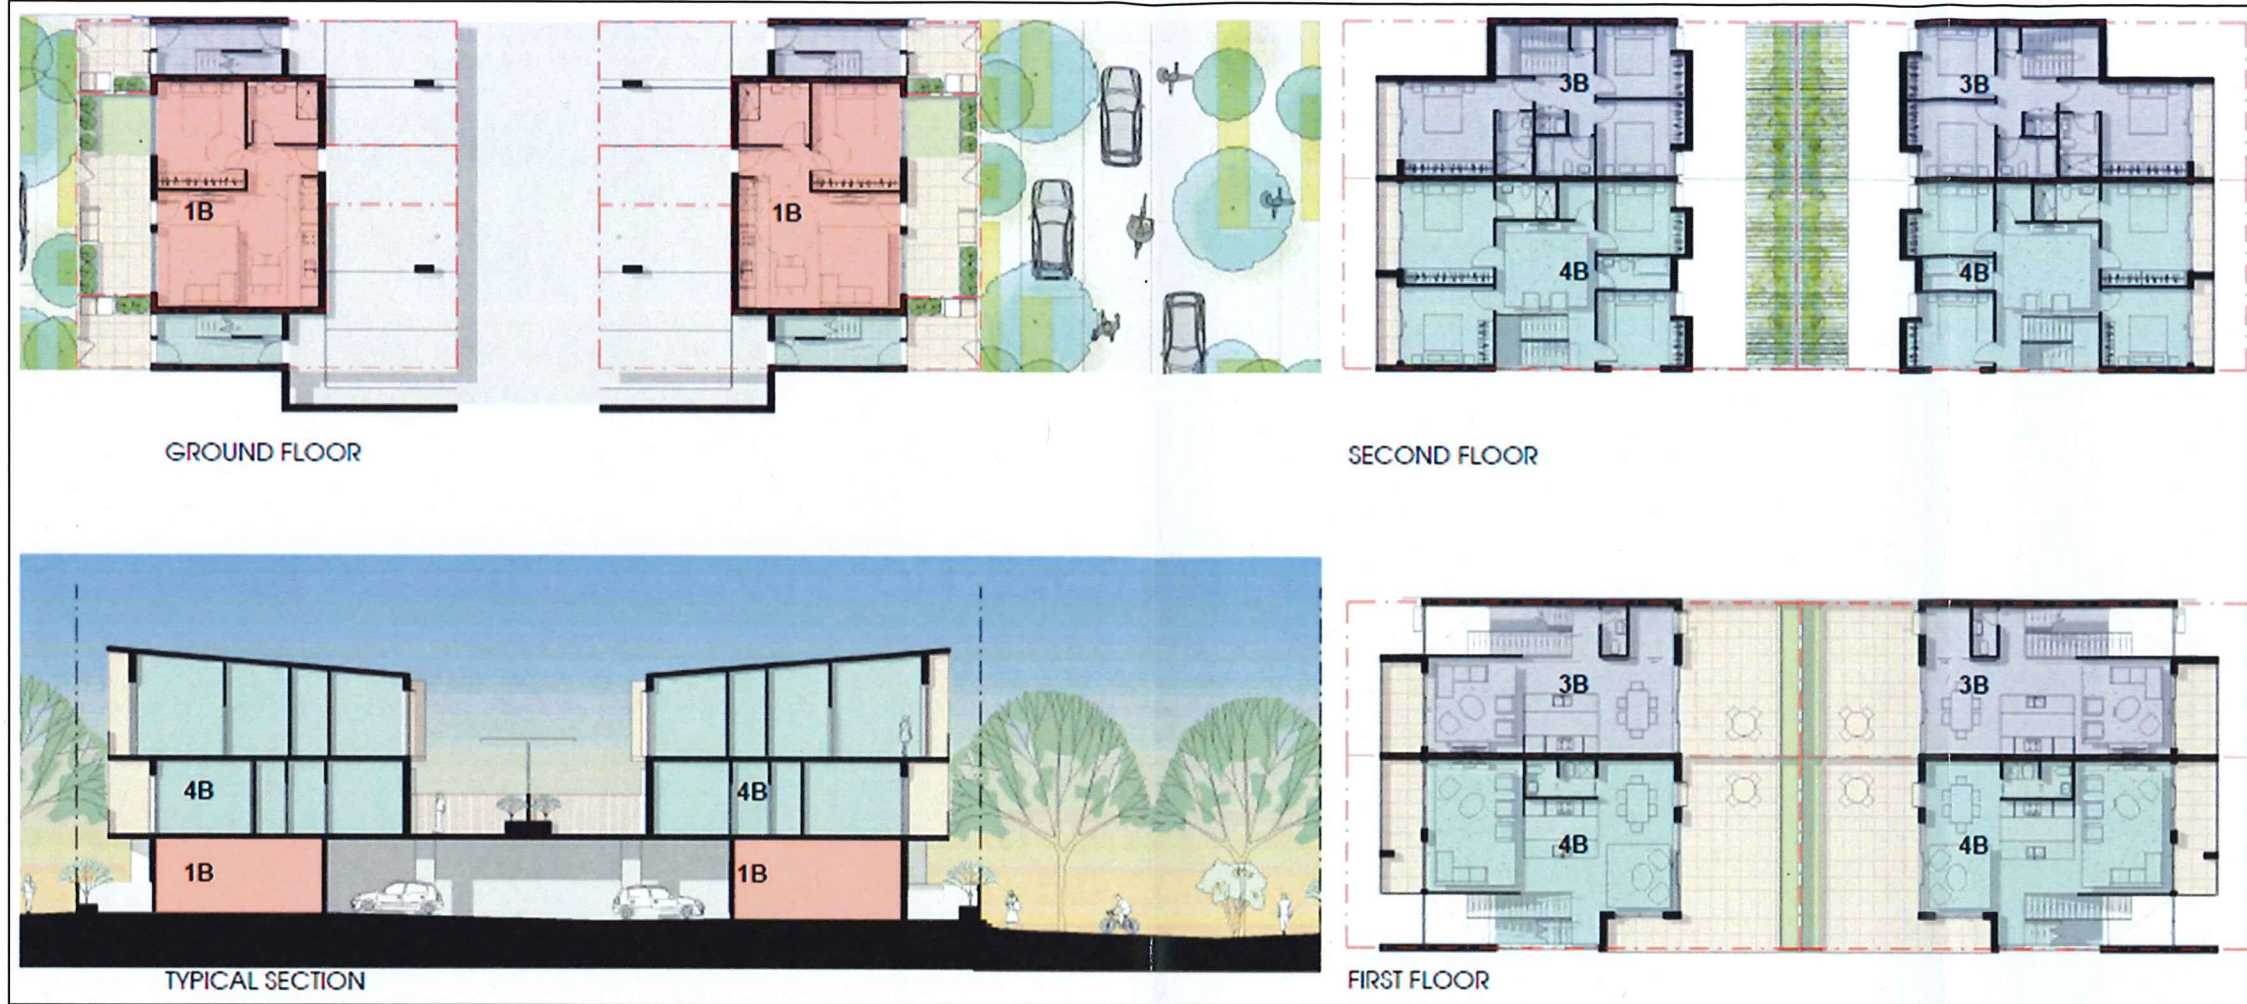 1B
1B
GROUND FLOOR
3B
3B
4B
4B
SECOND FLOOR
4B
4B
1B
1B
TYPICAL SECTION
3B
3B
4B
4B
FIRST FLOOR